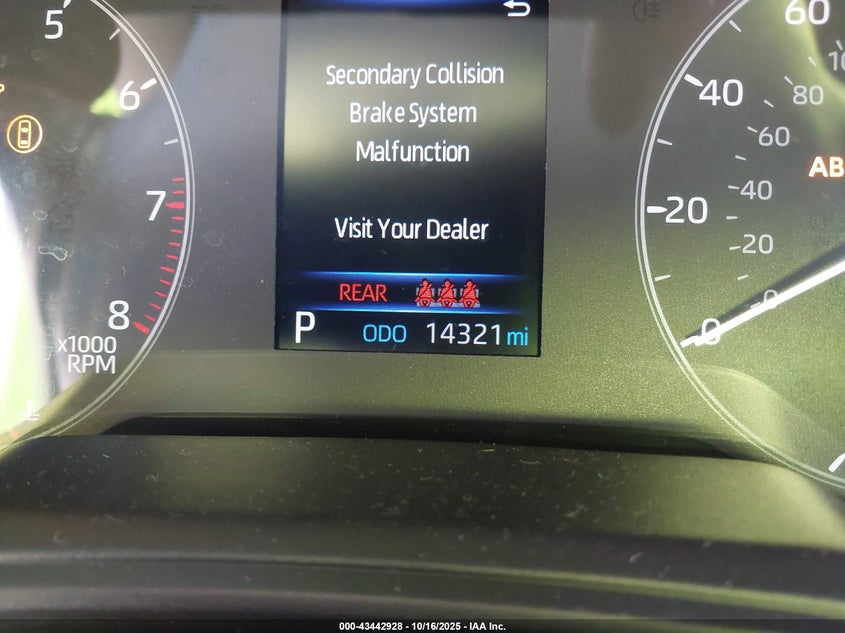 5
6
7
8
x1000
RPM
Secondary Collision
Brake System
Malfunction
Visit Your Dealer
REAR
P ODO 14321 mi
60
40
20
0
80
60
40
20
0
000-43442928 - 10/16/2025 - IAA Inc.